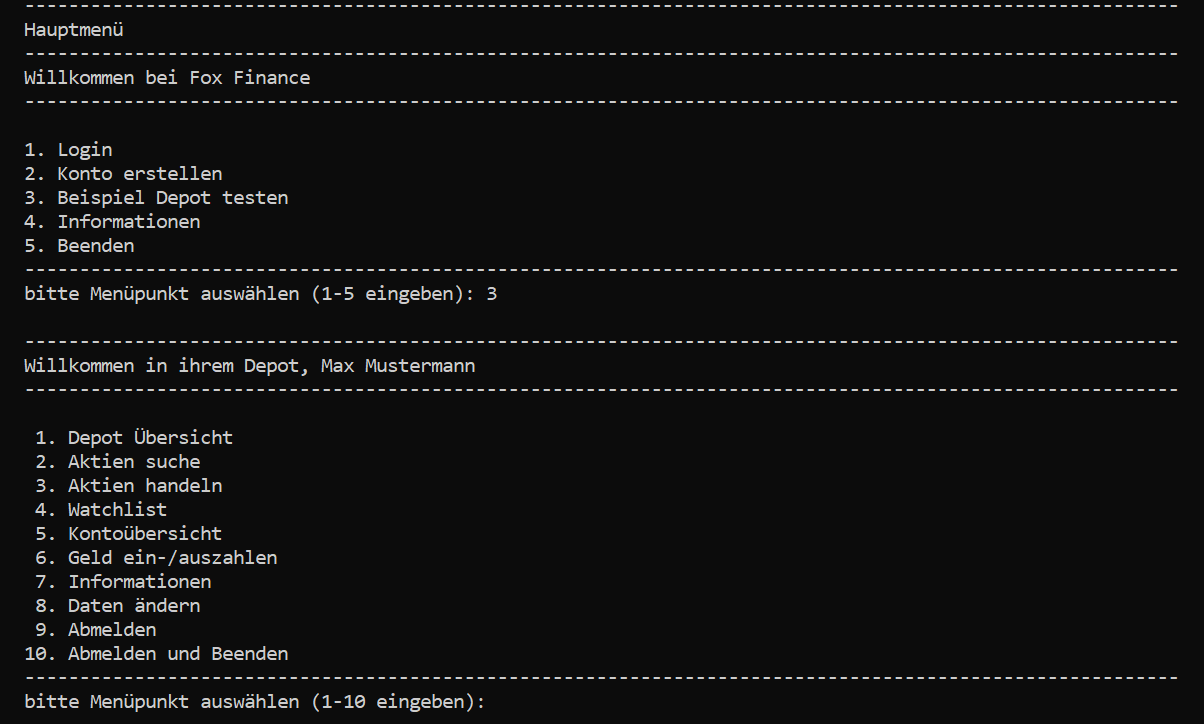 ------------------------------------------------------------------------------------------------------------
Hauptmenü
------------------------------------------------------------------------------------------------------------
Willkommen bei Fox Finance
------------------------------------------------------------------------------------------------------------
1. Login
2. Konto erstellen
3. Beispiel Depot testen
4. Informationen
5. Beenden
------------------------------------------------------------------------------------------------------------
bitte Menüpunkt auswählen (1-5 eingeben): 3
------------------------------------------------------------------------------------------------------------
Willkommen in ihrem Depot, Max Mustermann
------------------------------------------------------------------------------------------------------------
1. Depot Übersicht
2. Aktien suche
3. Aktien handeln
4. Watchlist
5. Kontoübersicht
6. Geld ein-/auszahlen
7. Informationen
8. Daten ändern
9. Abmelden
10. Abmelden und Beenden
------------------------------------------------------------------------------------------------------------
bitte Menüpunkt auswählen (1-10 eingeben):